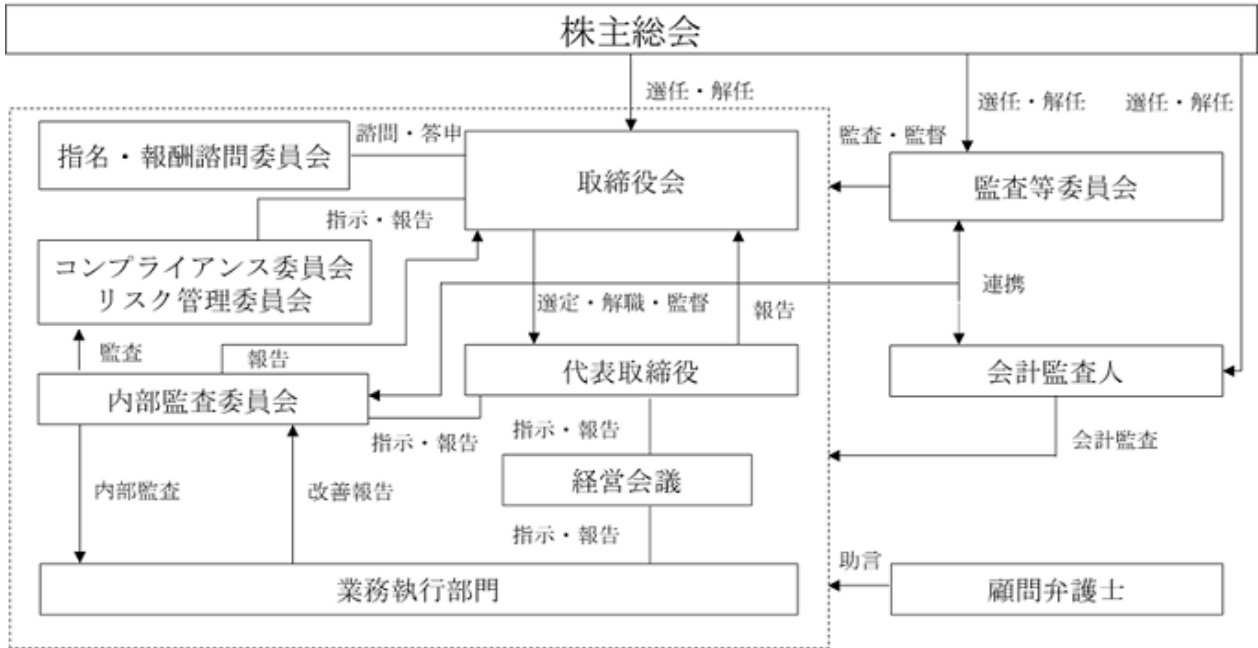 株主総会
選任・解任
選任・解任
選任・解任
諮問・答申
監査・監督
指名・報酬諮問委員会
取締役会
監査等委員会
指示・報告
コンプライアンス委員会
リスク管理委員会
選定・解職・監督
報告
連携
監査
報告
代表取締役
会計監査人
内部監査委員会
指示・報告
指示・報告
会計監査
経営会議
内部監査
改善報告
指示・報告
助言
業務執行部門
顧問弁護士